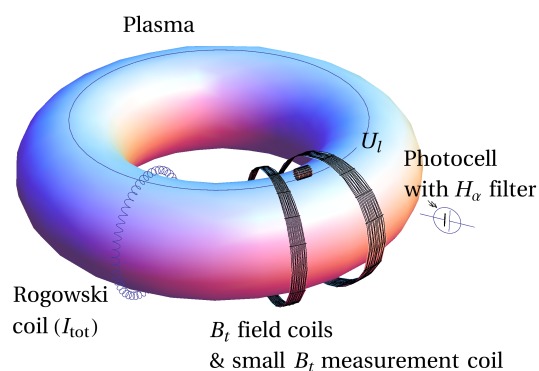 Plasma
U_l
Photocell
with H_α filter
Rogowski
coil (I_tot)
B_t field coils
& small B_t measurement coil